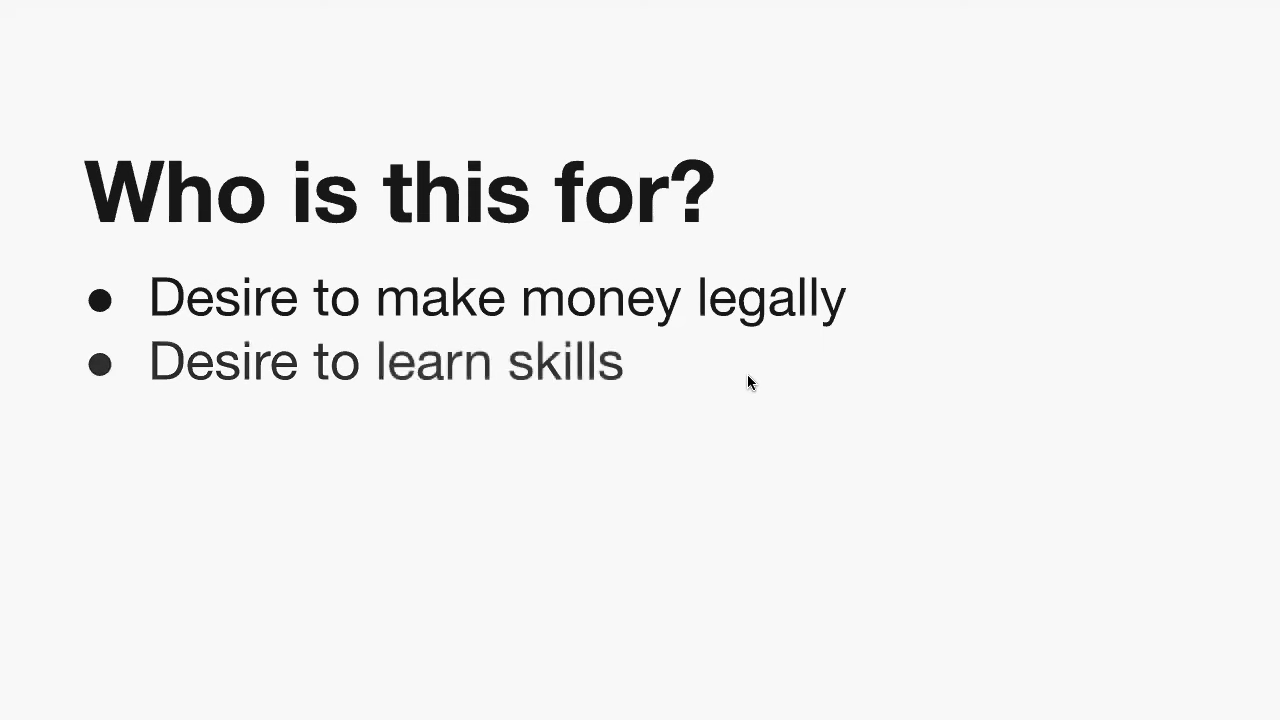 Who is this for?
● Desire to make money legally
● Desire to learn skills